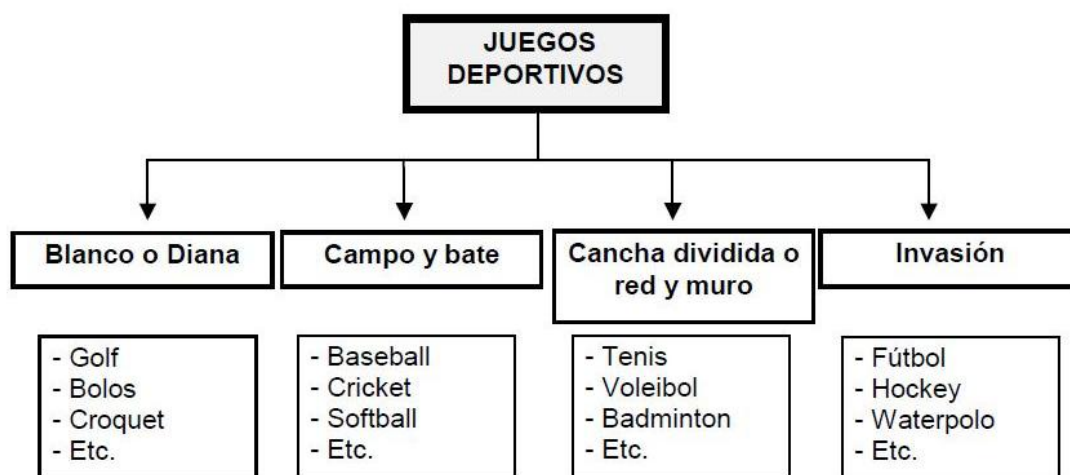 JUEGOS
DEPORTIVOS
Blanco o Diana
Campo y bate
Cancha dividida o
red y muro
Invasión
- Golf
- Bolos
- Croquet
- Etc.
- Baseball
- Cricket
- Softball
- Etc.
- Tenis
- Voleibol
- Badminton
- Etc.
- Fútbol
- Hockey
- Waterpolo
- Etc.